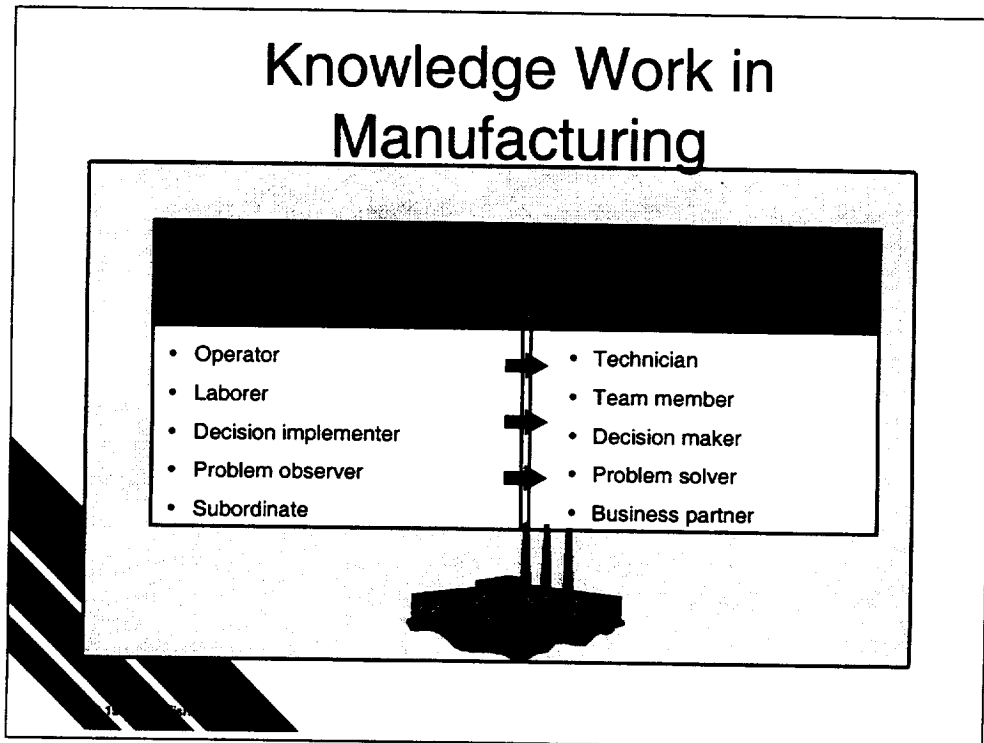 Knowledge Work in
Manufacturing
• Operator
• Laborer
• Decision implementer
• Problem observer
• Subordinate
• Technician
• Team member
• Decision maker
• Problem solver
• Business partner